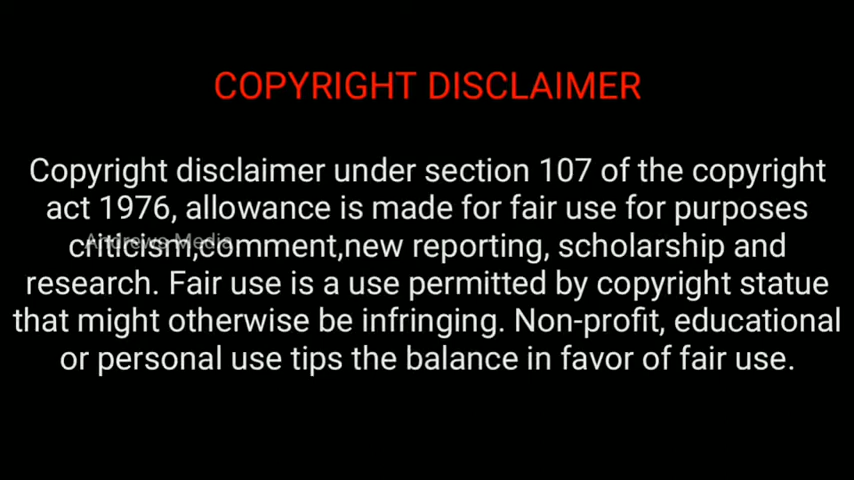 COPYRIGHT DISCLAIMER
Copyright disclaimer under section 107 of the copyright
act 1976, allowance is made for fair use for purposes
criticism,comment,new reporting, scholarship and
Andrews Media
research. Fair use is a use permitted by copyright statue
that might otherwise be infringing. Non-profit, educational
or personal use tips the balance in favor of fair use.